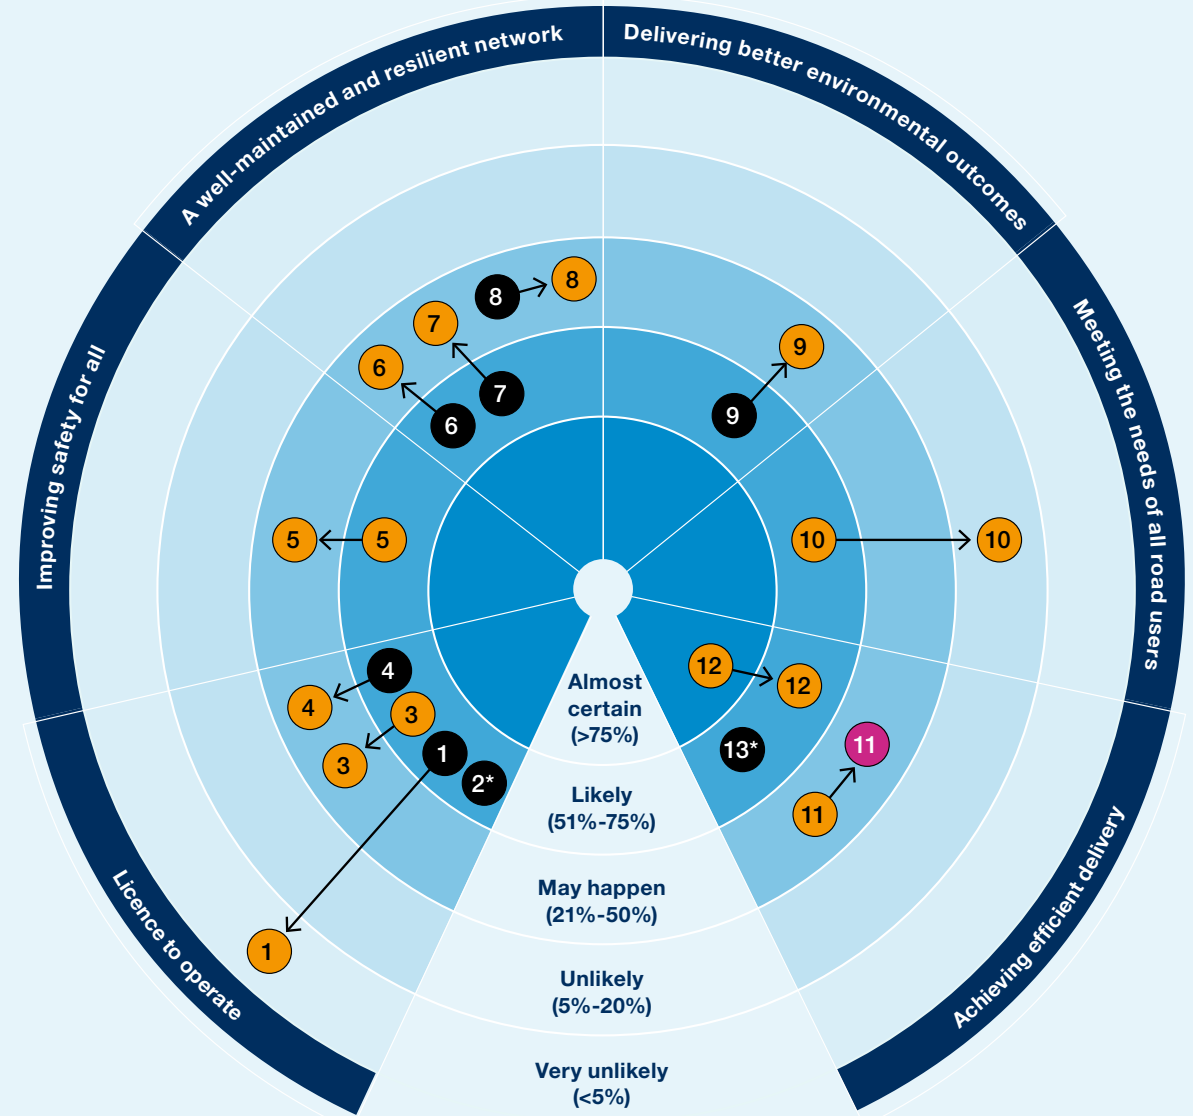 A well-maintained and resilient network
Delivering better environmental outcomes
Improving safety for all
Meeting the needs of all road users
Licence to operate
Achieving efficient delivery
8
8
7
7
6
6
9
9
5
5
10
10
4
4
3
3
1
2*
1
12
12
13*
11
11
Almost
certain
(>75%)
Likely
(51%-75%)
May happen
(21%-50%)
Unlikely
(5%-20%)
Very unlikely
(<5%)